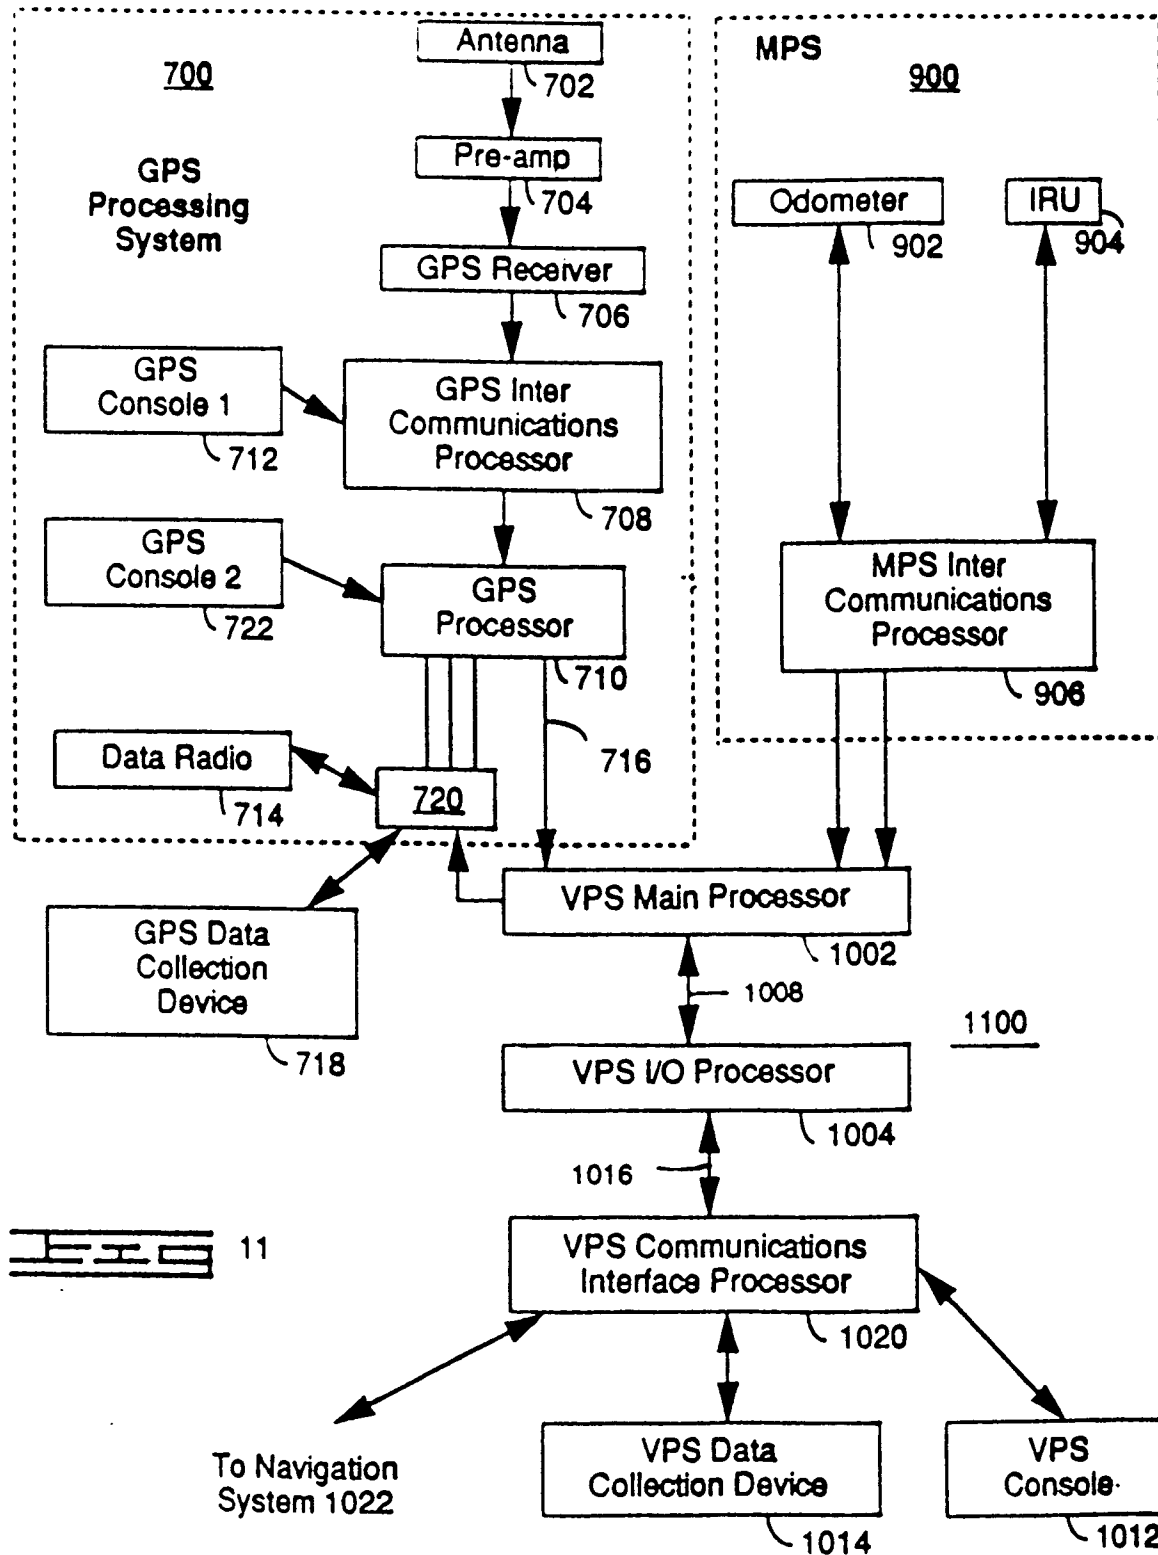 Antenna
702
700
Pre-amp
704
GPS
Processing
System
GPS Receiver
706
GPS
Console 1
712
GPS Inter
Communications
Processor
708
GPS
Console 2
722
GPS
Processor
710
716
Data Radio
714
720
GPS Data
Collection
Device
718
MPS
900
Odometer
902
IRU
904
MPS Inter
Communications
Processor
906
VPS Main Processor
1002
1008
1100
VPS I/O Processor
1004
1016
11
VPS Communications
Interface Processor
1020
To Navigation
System 1022
VPS Data
Collection Device
1014
VPS
Console
1012